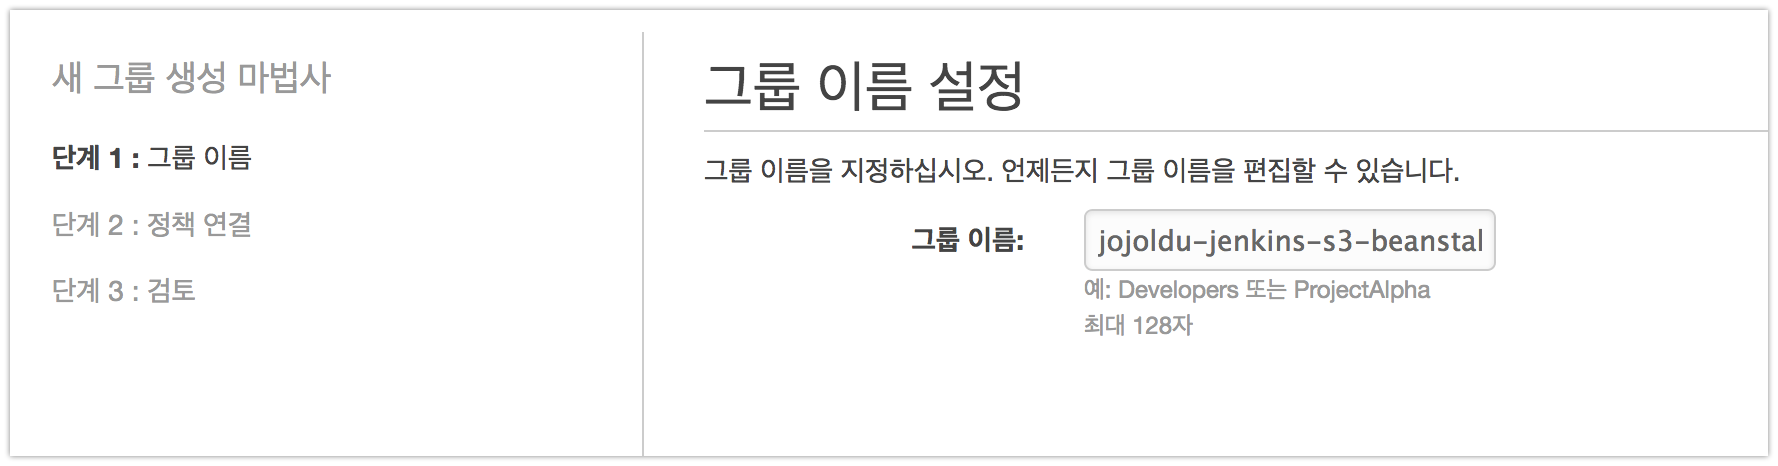 새 그룹 생성 마법사
단계 1 : 그룹 이름
단계 2 : 정책 연결
단계 3 : 검토
그룹 이름 설정
그룹 이름을 지정하십시오. 언제든지 그룹 이름을 편집할 수 있습니다.
그룹 이름: jojoldu-jenkins-s3-beanstal
예: Developers 또는 ProjectAlpha
최대 128자